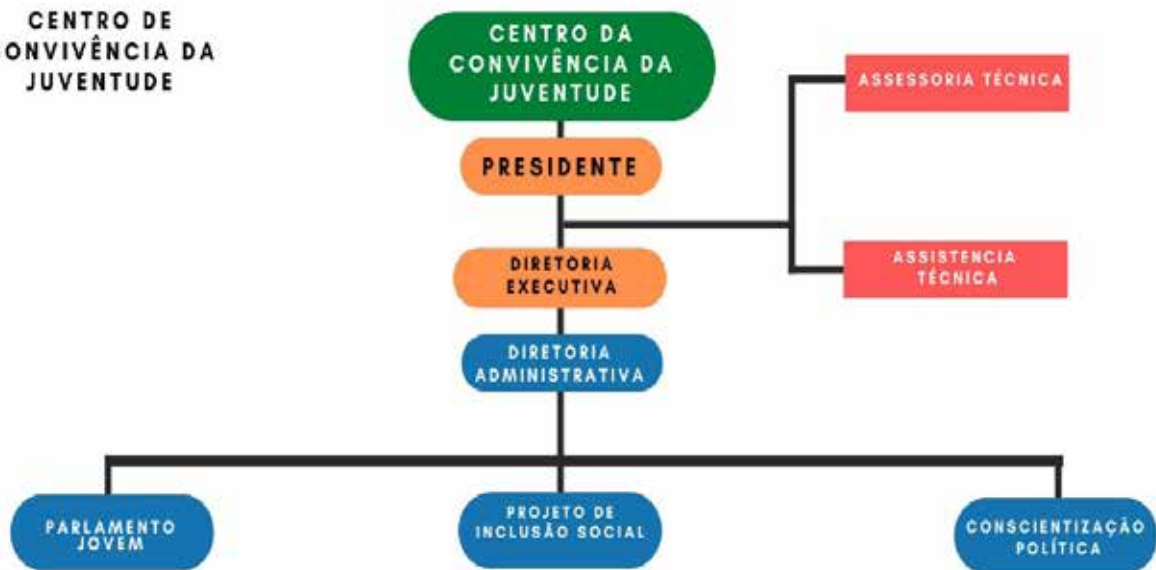 CENTRO DE
ONVIVÊNCIA DA
JUVENTUDE
CENTRO DA
CONVIVÊNCIA DA
JUVENTUDE
ASSESSORIA TÉCNICA
PRESIDENTE
DIRETORIA
EXECUTIVA
ASSISTENCIA
TÉCNICA
DIRETORIA
ADMINISTRATIVA
PARLAMENTO
JOVEM
PROJETO DE
INCLUSÃO SOCIAL
CONSCIENTIZAÇÃO
POLÍTICA